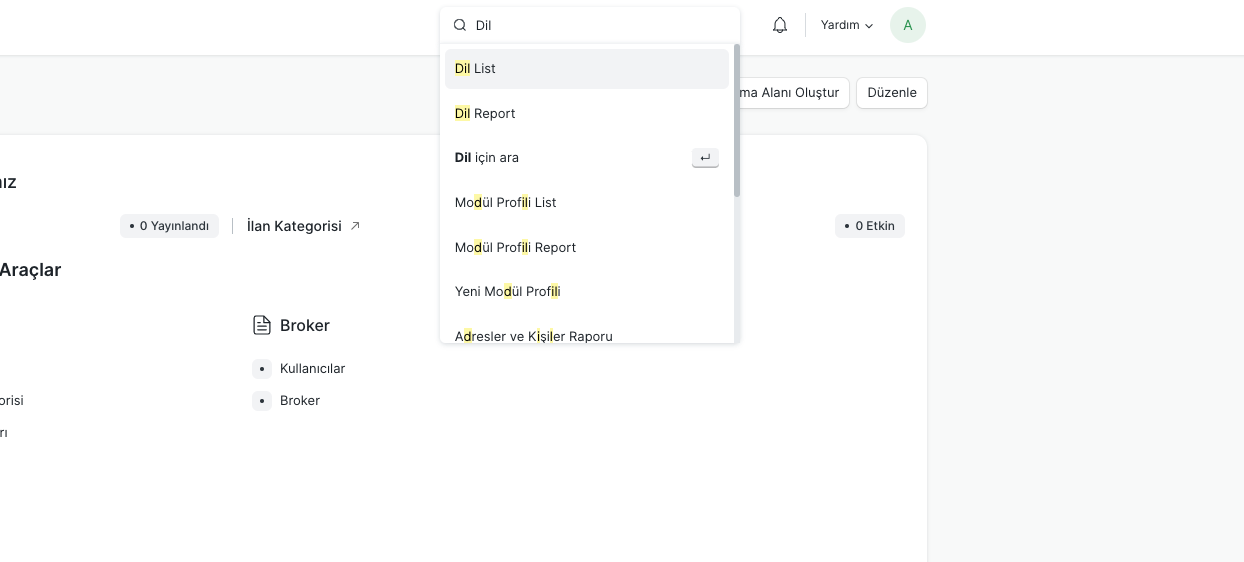 Dil
Yardım
A
Dil List
Dil Report
Dil için ara
Modül Profili List
Modül Profili Report
Yeni Modül Profili
Adresler ve Kişiler Raporu
ma Alanı Oluştur
Düzenle
ız
0 Yayınlandı
İlan Kategorisi
0 Etkin
Araçlar
Broker
Kullanıcılar
orisi
Broker
rı